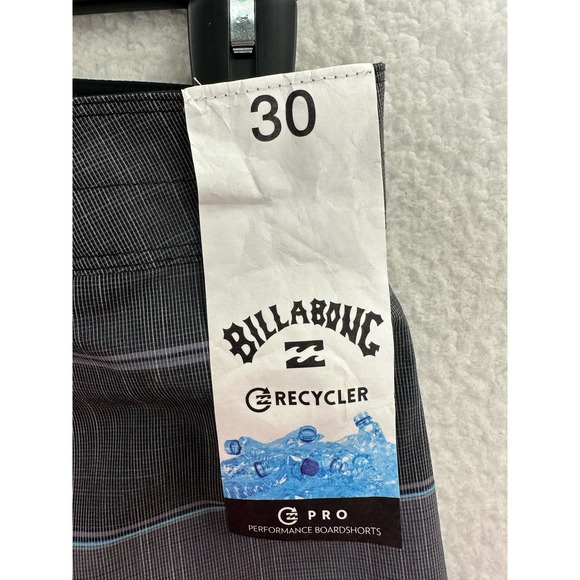 30
BILLABONG
RECYCLER
PRO
PERFORMANCE BOARDSHORTS